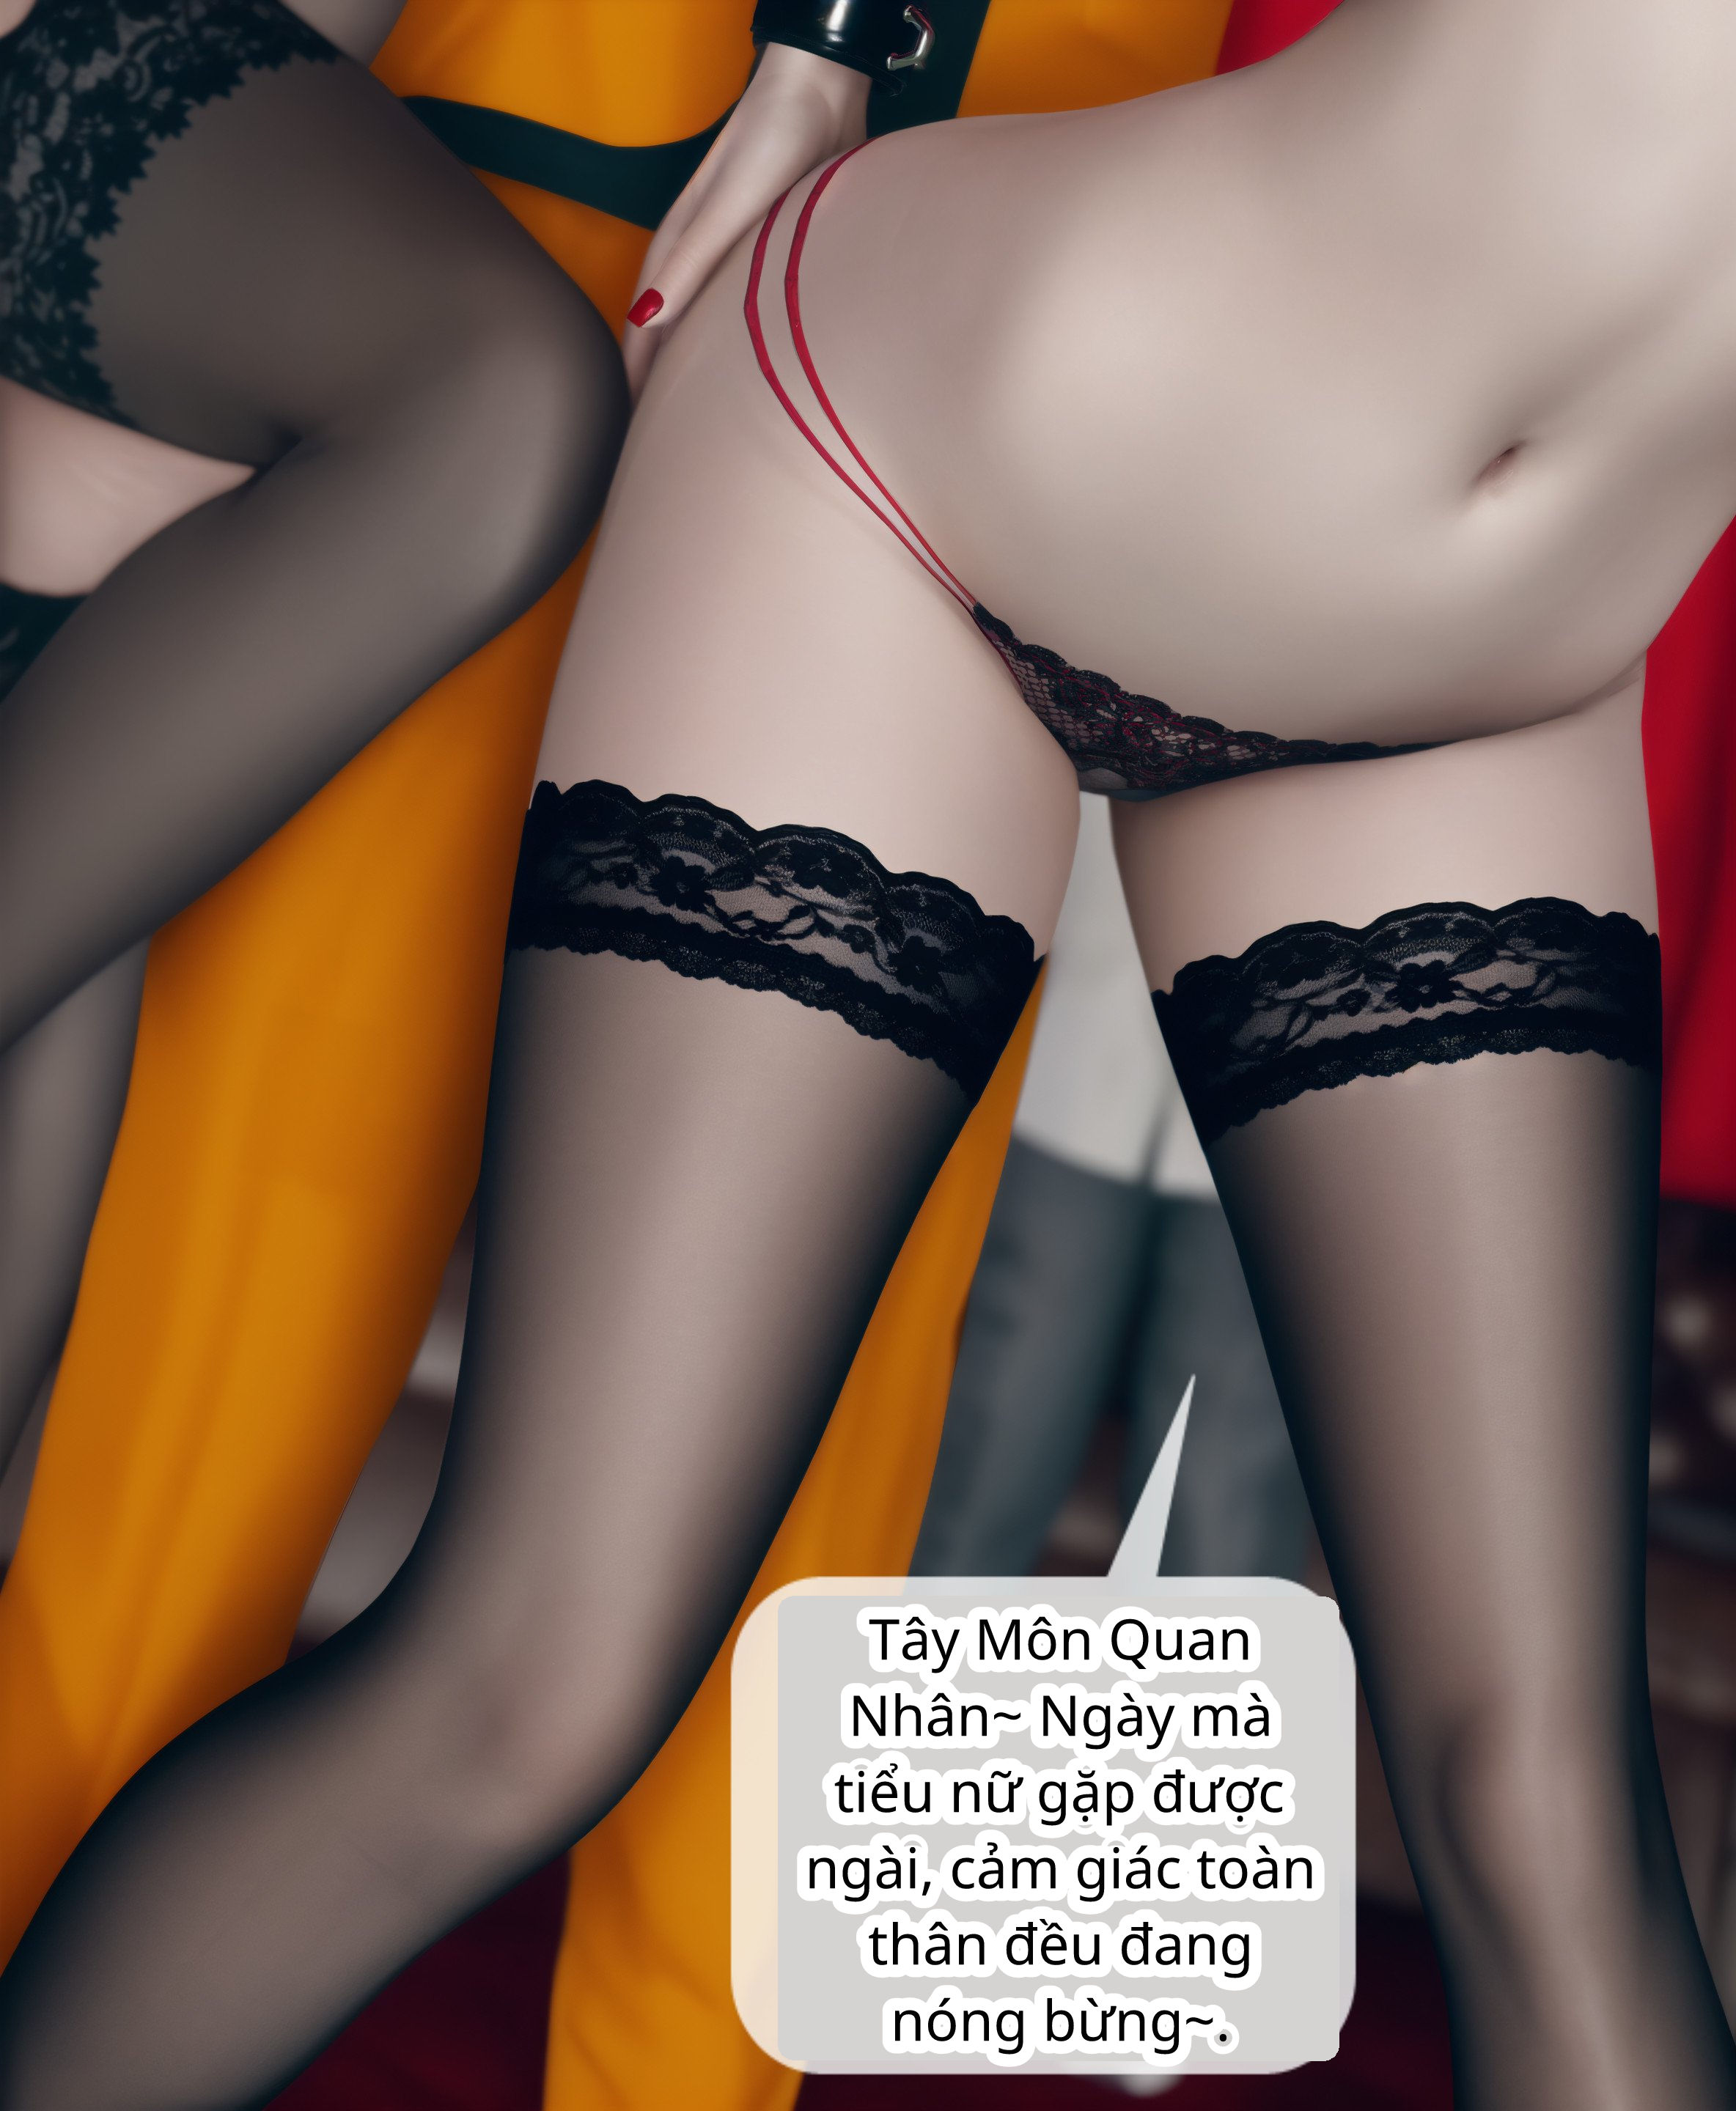 Tây Môn Quan
Nhân~ Ngày mà
tiểu nữ gặp được
ngài, cảm giác toàn
thân đều đang
nóng bừng~.